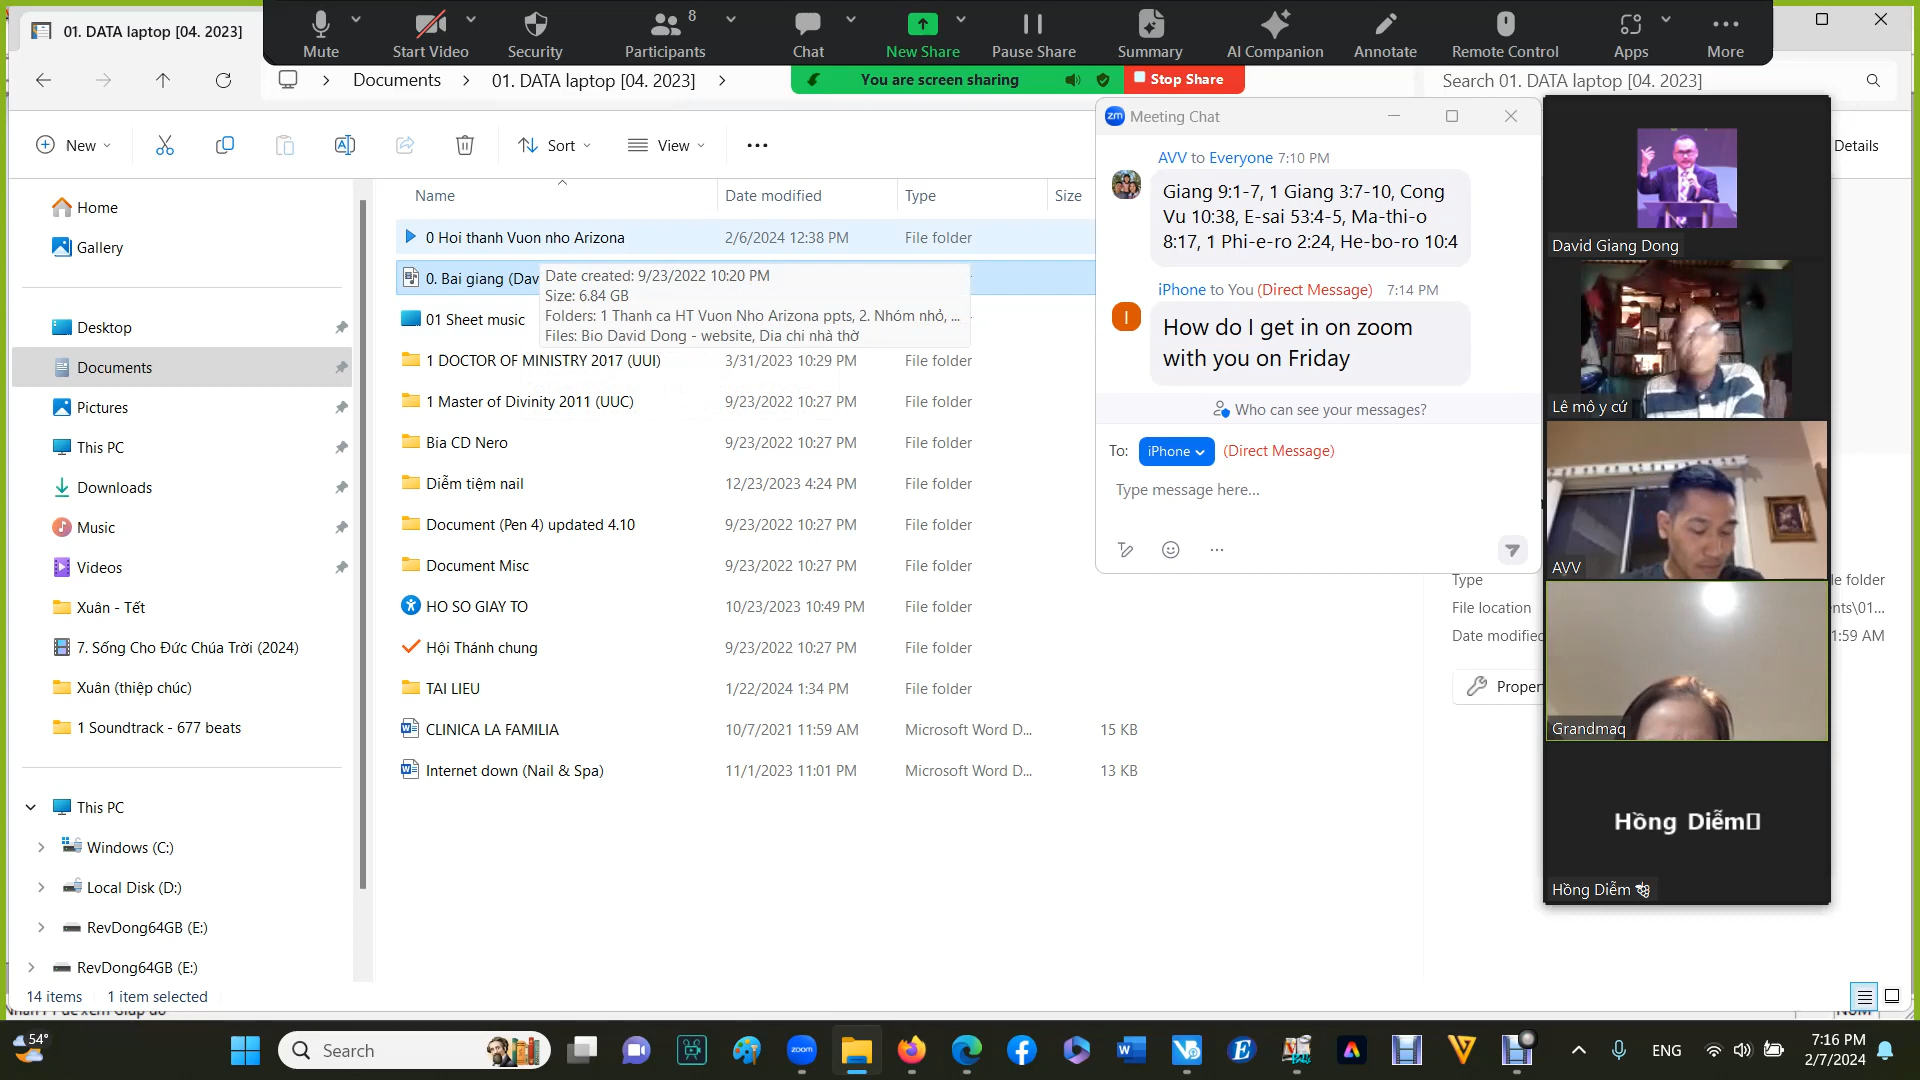 01. DATA laptop [04. 2023]
Mute
Start Video
Security
Participants
8
Chat
New Share
Pause Share
Summary
AI Companion
Annotate
Remote Control
Apps
More
Documents
01. DATA laptop [04. 2023]
You are screen sharing
Stop Share
Search 01. DATA laptop [04. 2023]
New
Sort
View
Details
Home
Gallery
Desktop
Documents
Pictures
This PC
Downloads
Music
Videos
Xuân - Tết
7. Sống Cho Đức Chúa Trời (2024)
Xuân (thiệp chúc)
1 Soundtrack - 677 beats
This PC
Windows (C:)
Local Disk (D:)
RevDong64GB (E:)
RevDong64GB (E:)
14 items
1 item selected
Name
Date modified
Type
Size
0 Hoi thanh Vuon nho Arizona
2/6/2024 12:38 PM
File folder
0. Bai giang (Dav
Date created: 9/23/2022 10:20 PM
Size: 6.84 GB
Folders: 1 Thanh ca HT Vuon Nho Arizona ppts, 2. Nhóm nhỏ, ...
Files: Bio David Dong - website, Dia chi nhà thờ
01 Sheet music
1 DOCTOR OF MINISTRY 2017 (UUI)
3/31/2023 10:29 PM
File folder
1 Master of Divinity 2011 (UUC)
9/23/2022 10:27 PM
File folder
Bia CD Nero
9/23/2022 10:27 PM
File folder
Diễm tiệm nail
12/23/2023 4:24 PM
File folder
Document (Pen 4) updated 4.10
9/23/2022 10:27 PM
File folder
Document Misc
9/23/2022 10:27 PM
File folder
HO SO GIAY TO
10/23/2023 10:49 PM
File folder
Hội Thánh chung
9/23/2022 10:27 PM
File folder
TAI LIEU
1/22/2024 1:34 PM
File folder
CLINICA LA FAMILIA
10/7/2021 11:59 AM
Microsoft Word D...
15 KB
Internet down (Nail & Spa)
11/1/2023 11:01 PM
Microsoft Word D...
13 KB
zm Meeting Chat
AVV to Everyone 7:10 PM
Giang 9:1-7, 1 Giang 3:7-10, Cong
Vu 10:38, E-sai 53:4-5, Ma-thi-o
8:17, 1 Phi-e-ro 2:24, He-bo-ro 10:4
iPhone to You (Direct Message) 7:14 PM
I
How do I get in on zoom
with you on Friday
Who can see your messages?
To: iPhone (Direct Message)
Type message here...
Type
le folder
File location
nts\01...
Date modified
1:59 AM
Proper
David Giang Dong
Lê mô y cứ
AVV
Grandmaq
Hồng Diễm
Hồng Diễm
54°
Search
zoom
ENG
7:16 PM
2/7/2024